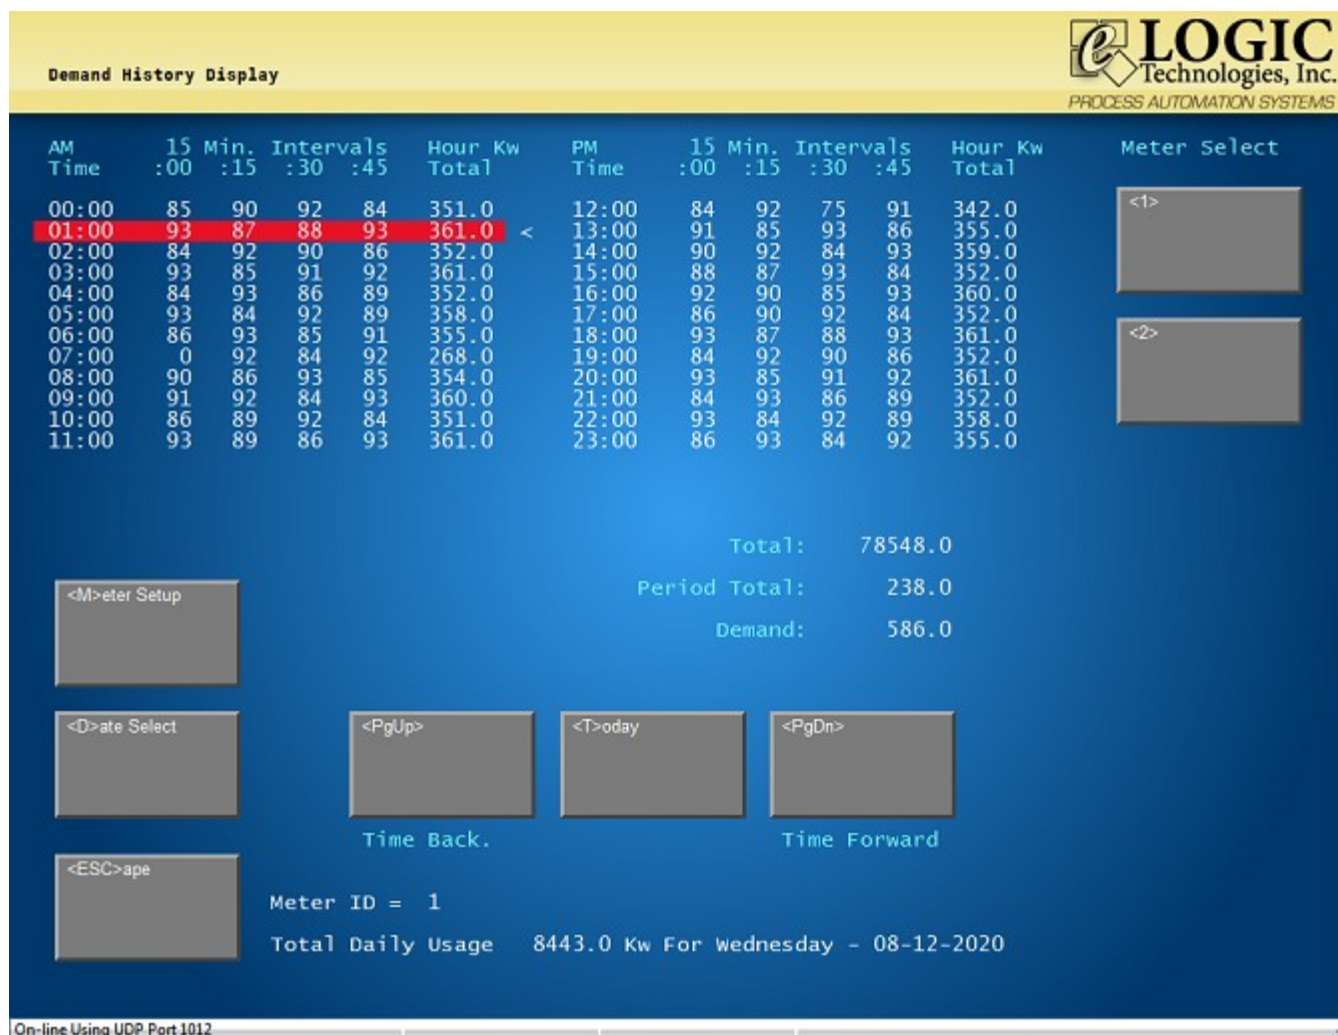 Demand History Display
e LOGIC
Technologies, Inc.
PROCESS AUTOMATION SYSTEMS
AM 15 Min. Intervals Hour Kw PM 15 Min. Intervals Hour Kw Meter Select
Time :00 :15 :30 :45 Total Time :00 :15 :30 :45 Total
00:00 85 90 92 84 351.0 12:00 84 92 75 91 342.0
01:00 93 87 88 93 361.0 < 13:00 91 85 93 86 355.0
02:00 84 92 90 86 352.0 14:00 90 92 84 93 359.0
03:00 93 85 91 92 361.0 15:00 88 87 93 84 352.0
04:00 84 93 86 89 352.0 16:00 92 90 85 93 360.0
05:00 93 84 92 89 358.0 17:00 86 90 92 84 352.0
06:00 86 93 85 91 355.0 18:00 93 87 88 93 361.0
07:00 0 92 84 92 268.0 19:00 84 92 90 86 352.0
08:00 90 86 93 85 354.0 20:00 93 85 91 92 361.0
09:00 91 92 84 93 360.0 21:00 84 93 86 89 352.0
10:00 86 89 92 84 351.0 22:00 93 84 92 89 358.0
11:00 93 89 86 93 361.0 23:00 86 93 84 92 355.0
<1>
<2>
Total: 78548.0
Period Total: 238.0
Demand: 586.0
<M>eter Setup
<D>ate Select
<PgUp>
<T>oday
<PgDn>
Time Back.
Time Forward
<ESC>ape
Meter ID = 1
Total Daily Usage 8443.0 Kw For Wednesday - 08-12-2020
On-line Using UDP Port 1012